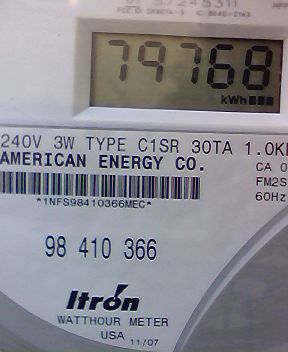 79768
kWh
240V 3W TYPE C1SR 30TA 1.0K
AMERICAN ENERGY CO.
CA
*1NFS98410366MEC*
FM2S
60Hz
98 410 366
Itron
WATTHOUR METER
USA 11/07